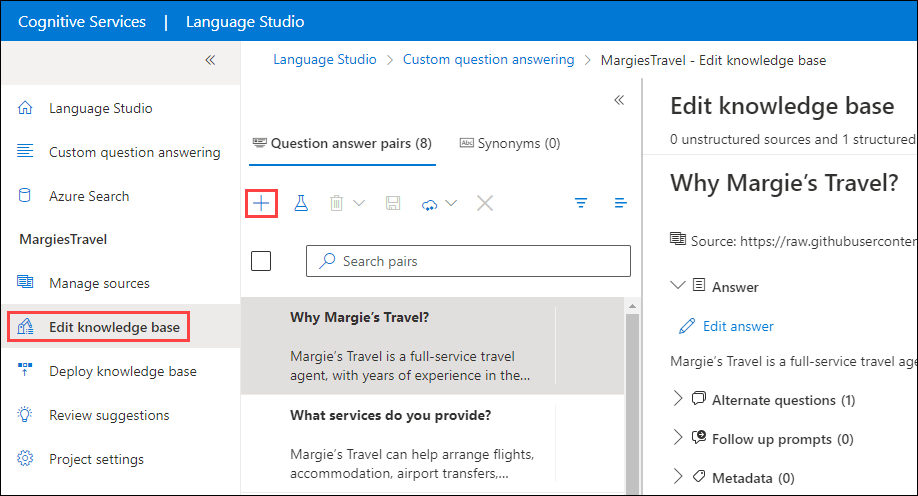 Cognitive Services | Language Studio
Language Studio
Custom question answering
Azure Search
MargiesTravel
Manage sources
Edit knowledge base
Deploy knowledge base
Review suggestions
Project settings
Language Studio > Custom question answering > MargiesTravel - Edit knowledge base
Question answer pairs (8)
Abc Synonyms (0)
Search pairs
Why Margie’s Travel?
Margie’s Travel is a full-service travel
agent, with years of experience in the...
What services do you provide?
Margie’s Travel can help arrange flights,
accommodation, airport transfers,...
Edit knowledge base
0 unstructured sources and 1 structured
Why Margie’s Travel?
Source: https://raw.githubuserconten
Answer
Edit answer
Margie’s Travel is a full-service travel age
Alternate questions (1)
Follow up prompts (0)
Metadata (0)